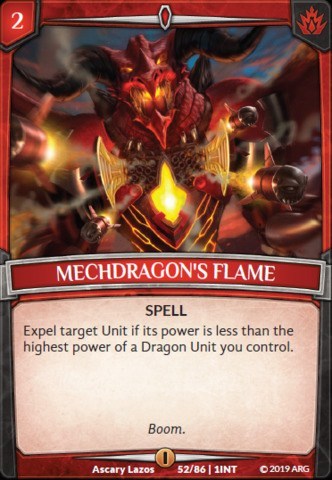 2
MECHDRAGON'S FLAME
SPELL
Expel target Unit if its power is less than the
highest power of a Dragon Unit you control.
Boom.
I
Ascary Lazos 52/86 | 1INT © 2019 ARG